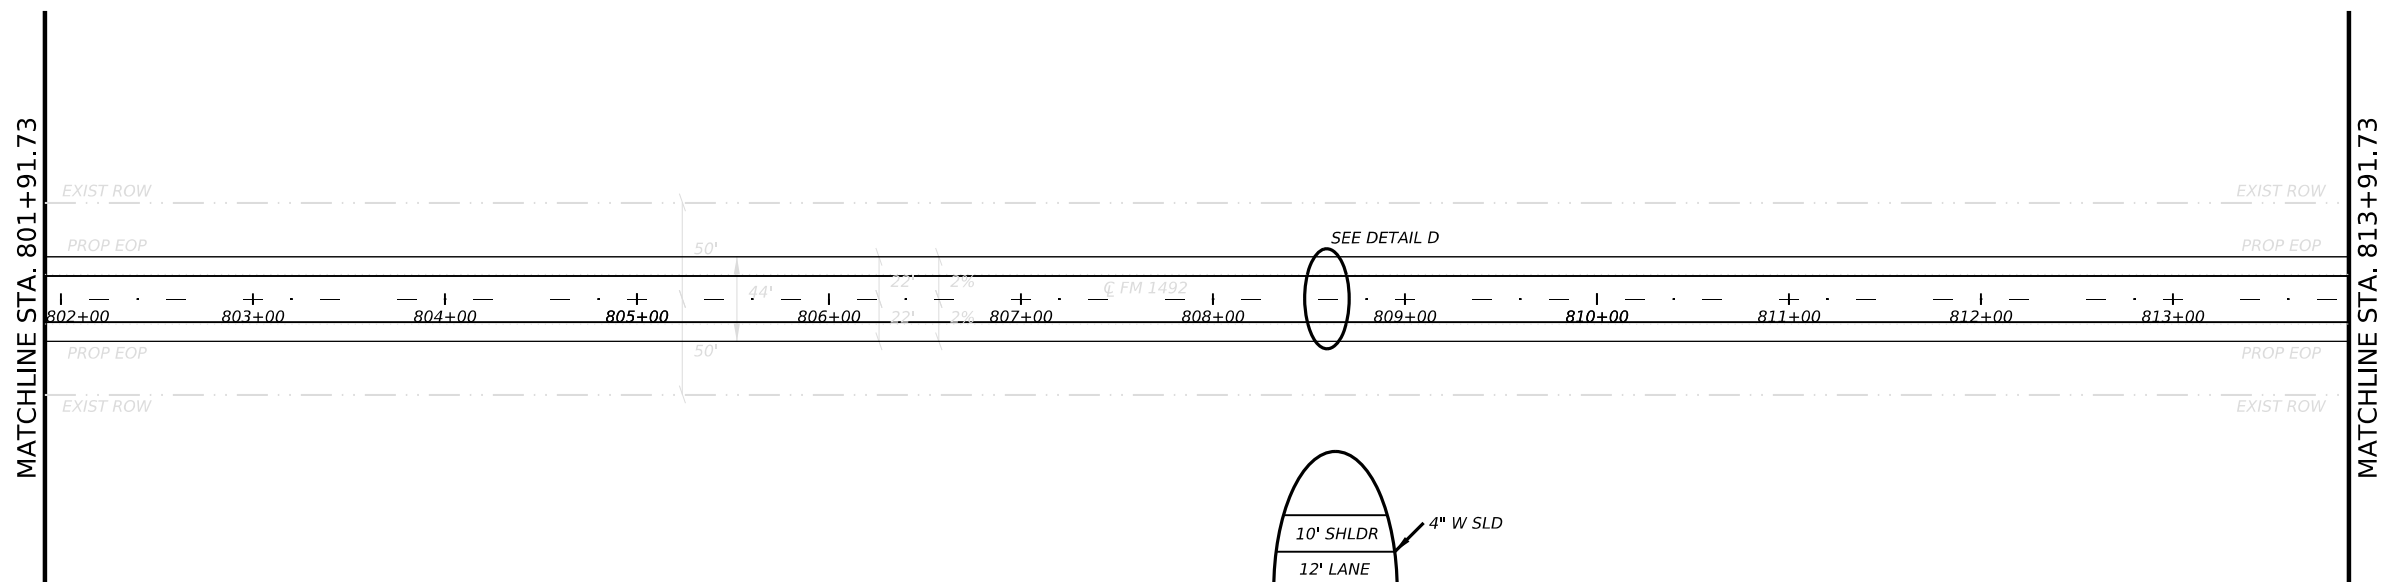 MATCHLINE STA. 801+91.73
MATCHLINE STA. 813+91.73
EXIST ROW
EXIST ROW
SEE DETAIL D
PROP EOP
50'
PROP EOP
22'
2%
44'
℄ FM 1492
802+00
803+00
804+00
805+00
806+00
22'
2%
807+00
808+00
809+00
810+00
811+00
812+00
813+00
PROP EOP
50'
PROP EOP
EXIST ROW
EXIST ROW
4" W SLD
10' SHLDR
12' LANE